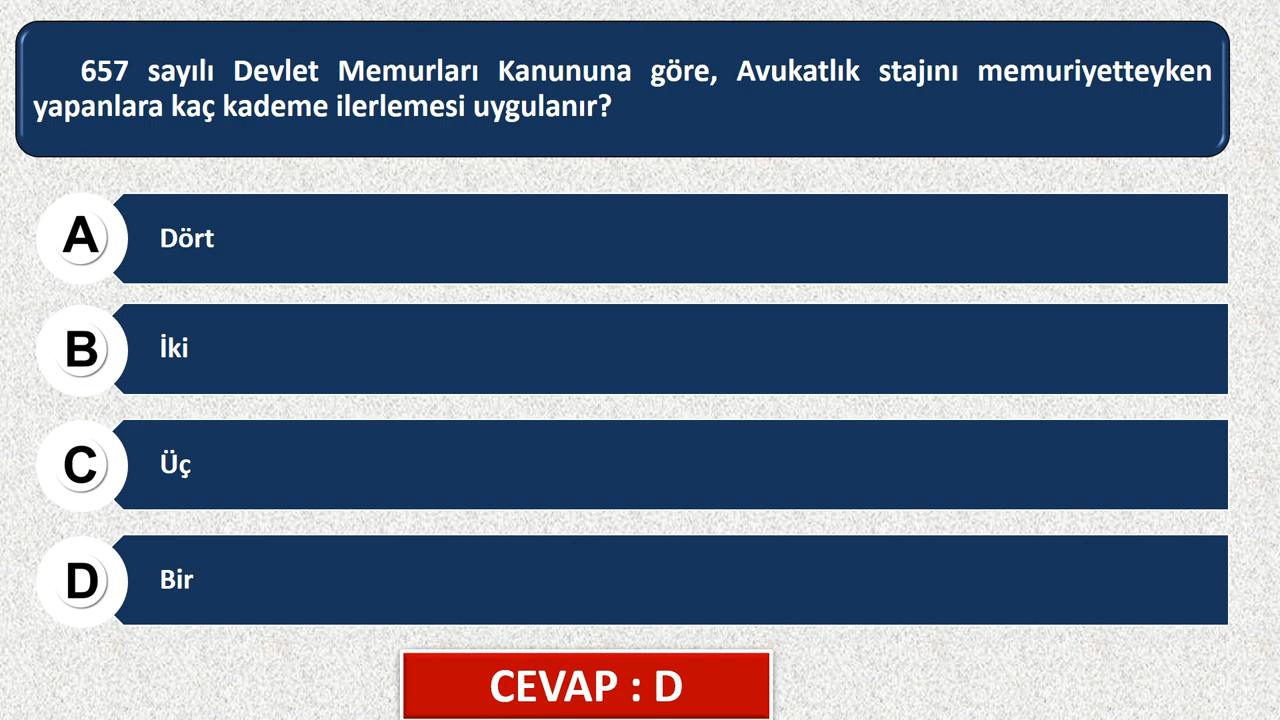 657 sayılı Devlet Memurları Kanununa göre, Avukatlık stajını memuriyetteyken
yapanlara kaç kademe ilerlemesi uygulanır?
A Dört
B İki
C Üç
D Bir
CEVAP : D